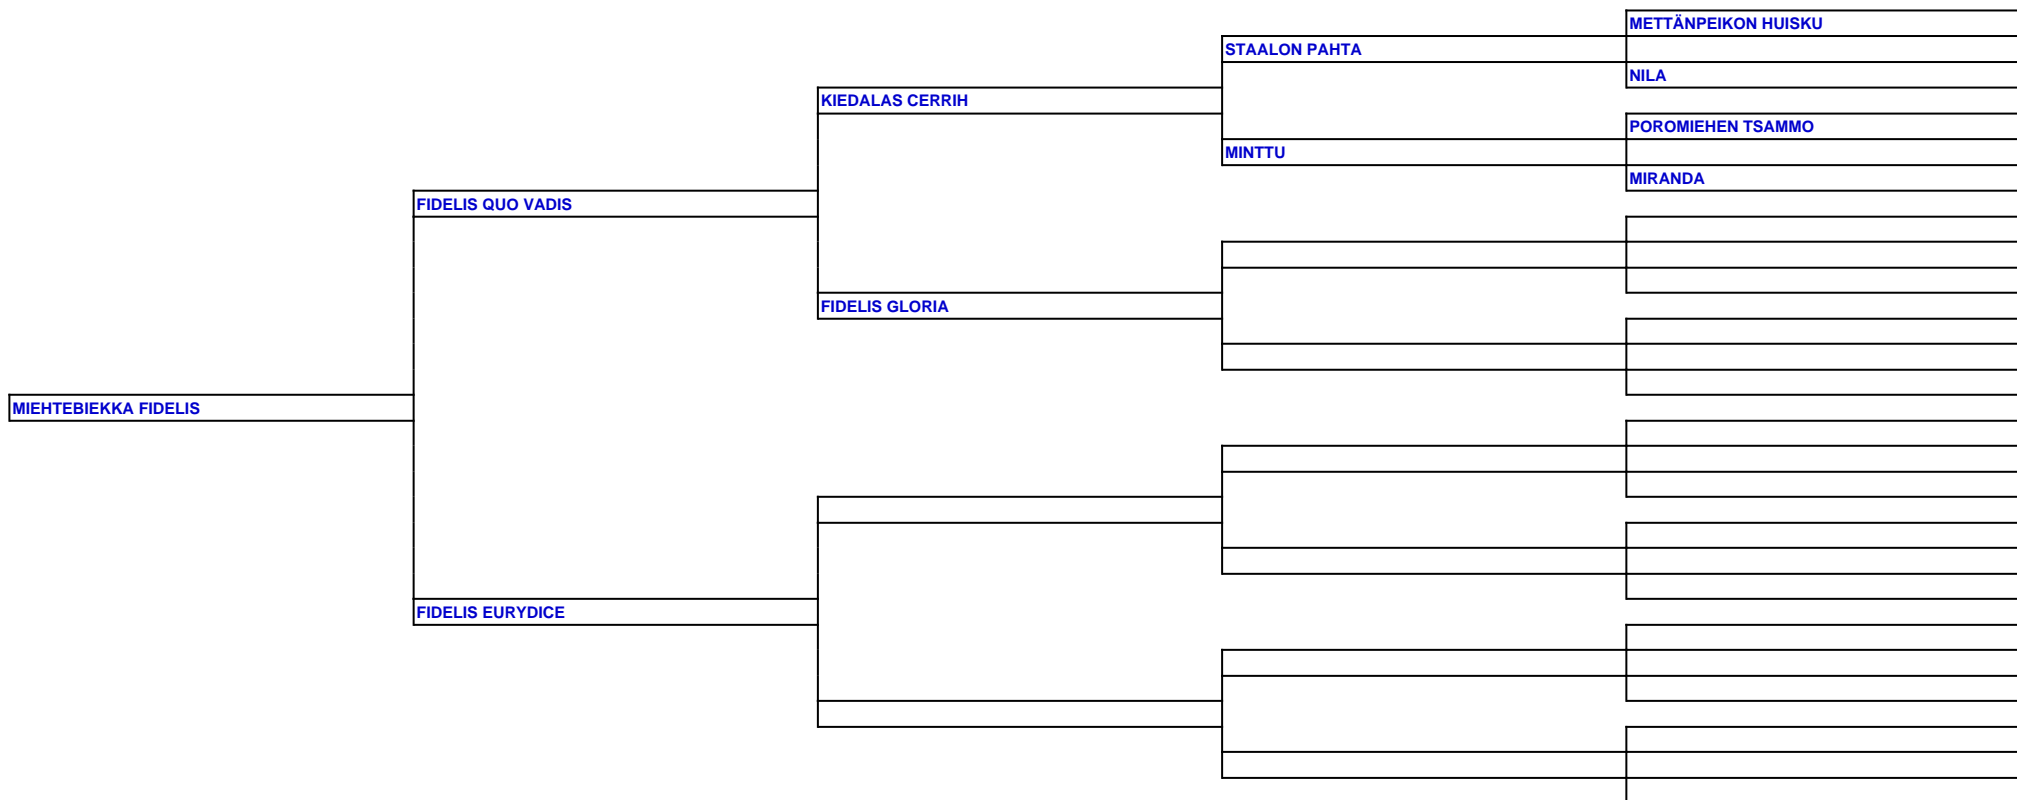 METTÄNPEIKON HUISKU
STAALON PAHTA
NILA
KIEDALAS CERRIH
POROMIEHEN TSAMMO
MINTTU
MIRANDA
FIDELIS QUO VADIS
FIDELIS GLORIA
MIEHTEBIEKKA FIDELIS
FIDELIS EURYDICE